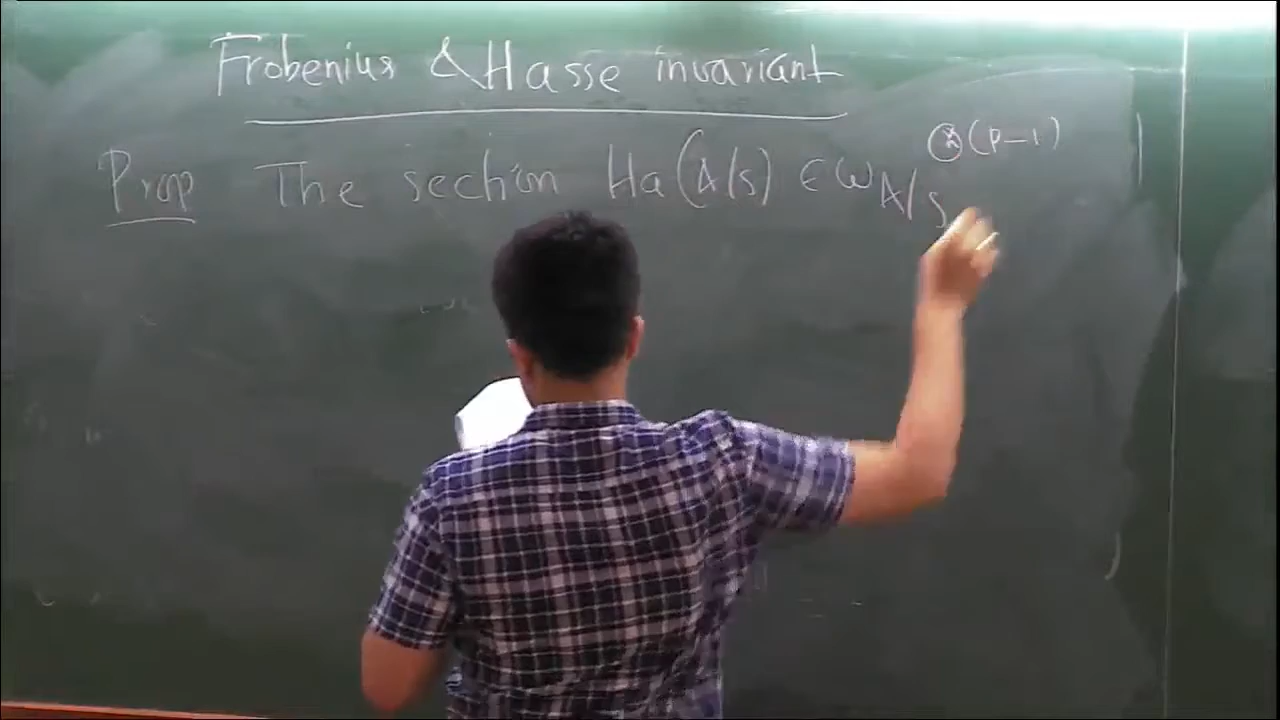 Frobenius & Hasse invariant
Prop The section Ha(A/S) ∈ ω_{A/S}^{⊗(p-1)}